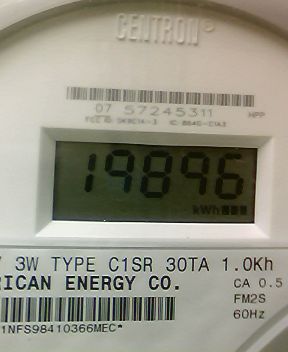 CENTRON®
07 57245311 HPP
19896
kWh
3W TYPE C1SR 30TA 1.0Kh
RICAN ENERGY CO. CA 0.5
FM2S
1NFS98410366MEC* 60Hz